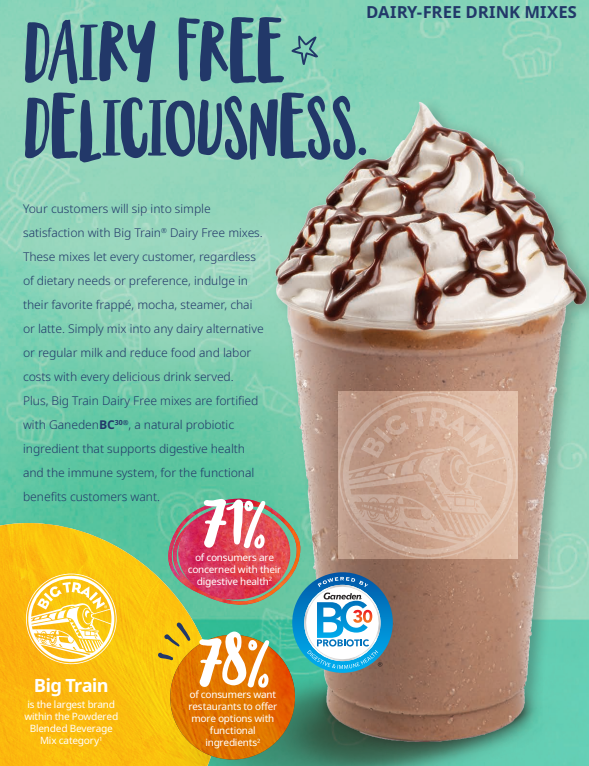 DAIRY-FREE DRINK MIXES
DAIRY FREE
DELICIOUSNESS.
Your customers will sip into simple
satisfaction with Big Train® Dairy Free mixes.
These mixes let every customer, regardless
of dietary needs or preference, indulge in
their favorite frappé, mocha, steamer, chai
or latte. Simply mix into any dairy alternative
or regular milk and reduce food and labor
costs with every delicious drink served.
Plus, Big Train Dairy Free mixes are fortified
with GanedenBC³⁰®, a natural probiotic
ingredient that supports digestive health
and the immune system, for the functional
benefits customers want.
BIG TRAIN
71%
of consumers are
concerned with their
digestive health²
POWERED BY
Ganeden
BC30
PROBIOTIC
DIGESTIVE & IMMUNE HEALTH
BIG TRAIN
Big Train
is the largest brand
within the Powdered
Blended Beverage
Mix category¹
78%
of consumers want
restaurants to offer
more options with
functional
ingredients²